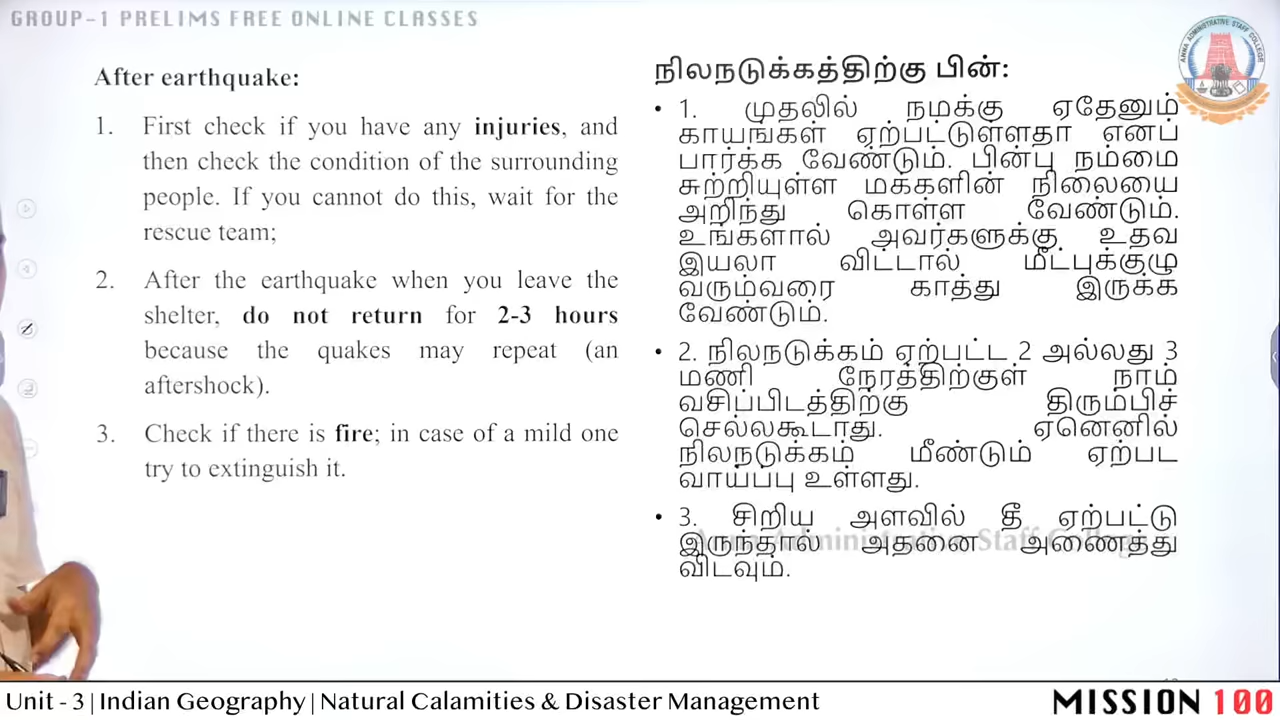 GROUP-1 PRELIMS FREE ONLINE CLASSES
After earthquake:
1. First check if you have any injuries, and
then check the condition of the surrounding
people. If you cannot do this, wait for the
rescue team;
2. After the earthquake when you leave the
shelter, do not return for 2-3 hours
because the quakes may repeat (an
aftershock).
3. Check if there is fire; in case of a mild one
try to extinguish it.
நிலநடுக்கத்திற்கு பின்:
• 1. முதலில் நமக்கு ஏதேனும்
காயங்கள் ஏற்பட்டுள்ளதா எனப்
பார்க்க வேண்டும். பின்பு நம்மை
சுற்றியுள்ள மக்களின் நிலையை
அறிந்து கொள்ள வேண்டும்.
உங்களால் அவர்களுக்கு உதவ
இயலா விட்டால் மீட்புக்குழு
வரும்வரை காத்து இருக்க
வேண்டும்.
• 2. நிலநடுக்கம் ஏற்பட்ட 2 அல்லது 3
மணி நேரத்திற்குள் நாம்
வசிப்பிடத்திற்கு திரும்பிச்
செல்லகூடாது. ஏனெனில்
நிலநடுக்கம் மீண்டும் ஏற்பட
வாய்ப்பு உள்ளது.
• 3. சிறிய அளவில் தீ ஏற்பட்டு
இருந்தால் அதனை அணைத்து
விடவும்.
Administrative Staff
ANNA ADMINISTRATIVE STAFF COLLEGE
Unit - 3 | Indian Geography | Natural Calamities & Disaster Management
MISSION 100